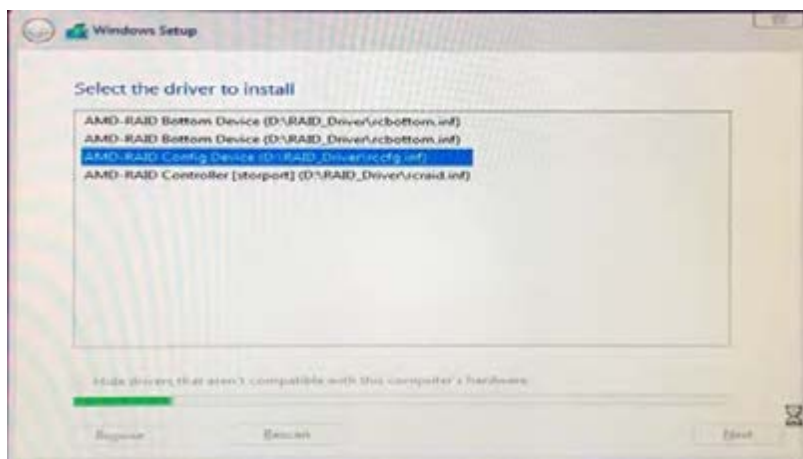 Windows Setup
Select the driver to install
AMD-RAID Bottom Device (D:\RAID_Driver\rcbottom.inf)
AMD-RAID Bottom Device (D:\RAID_Driver\rcbottom.inf)
AMD-RAID Config Device (D:\RAID_Driver\rccfg.inf)
AMD-RAID Controller [storport] (D:\RAID_Driver\rcraid.inf)
Hide drivers that aren't compatible with this computer's hardware.
Browse Rescan Next